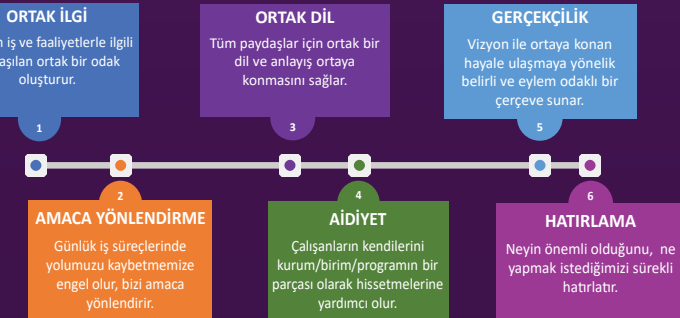 ORTAK İLGİ
iş ve faaliyetlerle ilgili
ortak bir odak
oluşturur.
1
AMACA YÖNLENDİRME
Günlük iş süreçlerinde
yolumuzu kaybetmemize
engel olur, bizi amaca
yönlendirir.
2
ORTAK DİL
Tüm paydaşlar için ortak bir
dil ve anlayış ortaya
konmasını sağlar.
3
AİDİYET
Çalışanların kendilerini
kurum/birim/programın bir
parçası olarak hissetmelerine
yardımcı olur.
4
GERÇEKÇİLİK
Vizyon ile ortaya konan
hayale ulaşmaya yönelik
belirli ve eylem odaklı bir
çerçeve sunar.
5
HATIRLAMA
Neyin önemli olduğunu, ne
yapmak istediğimizi sürekli
hatırlatır.
6